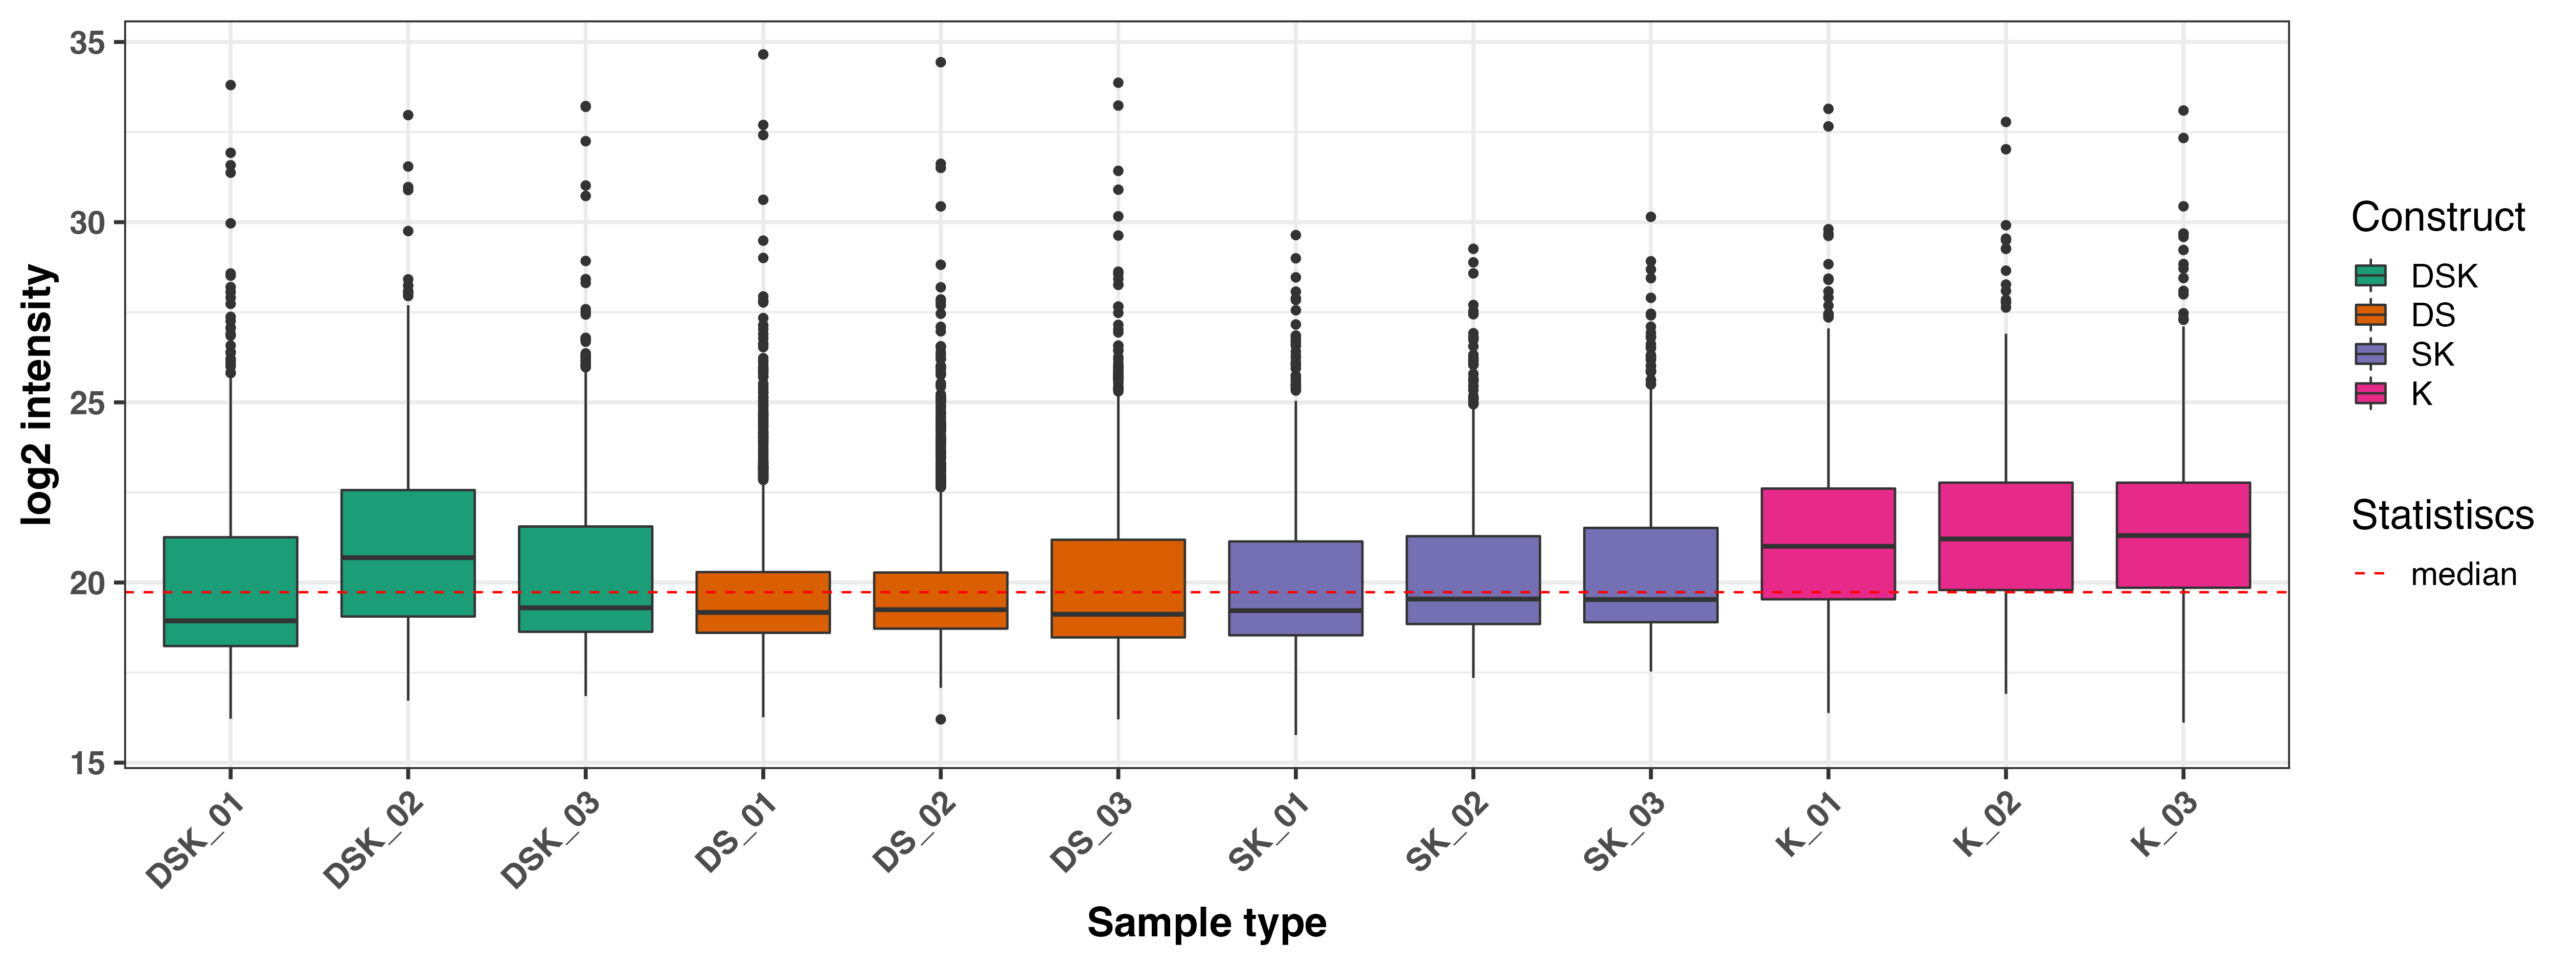 log2 intensity
35
30
25
20
15
DSK_01
DSK_02
DSK_03
DS_01
DS_02
DS_03
SK_01
SK_02
SK_03
K_01
K_02
K_03
Sample type
Construct
DSK
DS
SK
K
Statistiscs
median